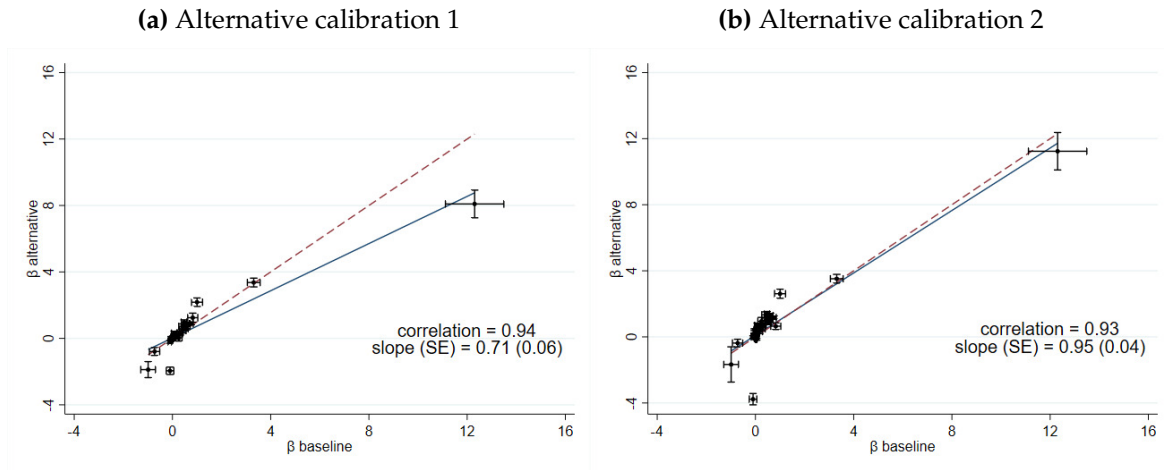 (a) Alternative calibration 1
16
12
8
4
0
-4
β alternative
correlation = 0.94
slope (SE) = 0.71 (0.06)
-4 0 4 8 12 16
β baseline
(b) Alternative calibration 2
16
12
8
4
0
-4
β alternative
correlation = 0.93
slope (SE) = 0.95 (0.04)
-4 0 4 8 12 16
β baseline